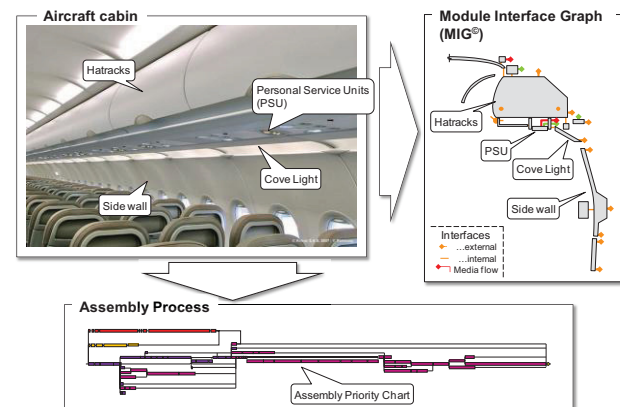 Aircraft cabin
Hatracks
Personal Service Units
(PSU)
Cove Light
Side wall
Module Interface Graph
(MIG©)
Hatracks
PSU
Cove Light
Side wall
Interfaces
...external
...internal
Media flow
Assembly Process
Assembly Priority Chart